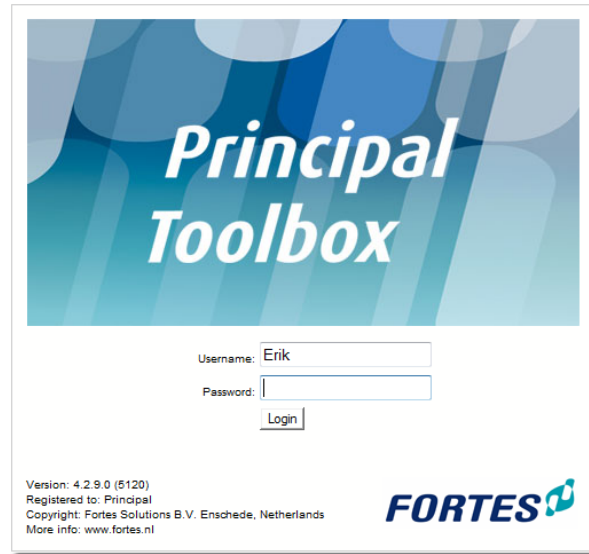 Principal
Toolbox
Username: Erik
Password:
Login
Version: 4.2.9.0 (5120)
Registered to: Principal
Copyright: Fortes Solutions B.V. Enschede, Netherlands
More info: www.fortes.nl
FORTES